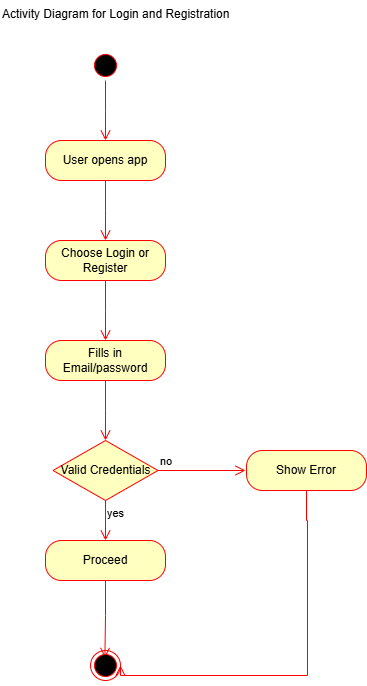 Activity Diagram for Login and Registration
User opens app
Choose Login or
Register
Fills in
Email/password
Valid Credentials
no
Show Error
yes
Proceed